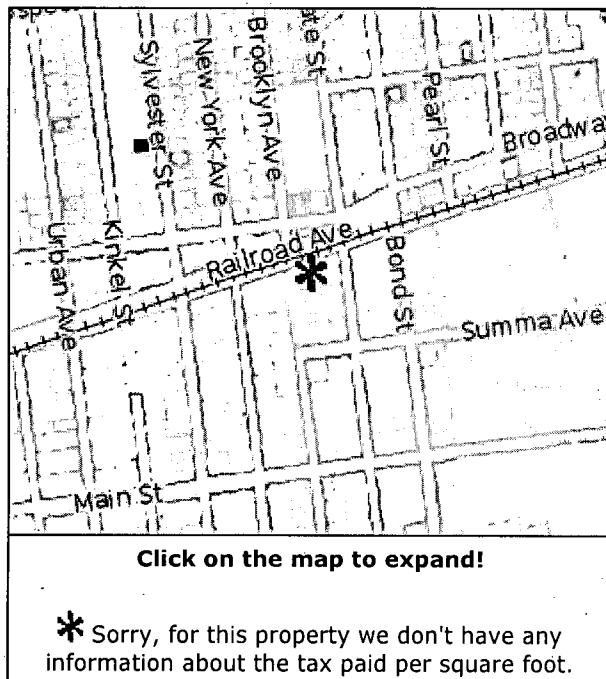 Sylvester St
New York Ave
Brooklyn Ave
Pearl St
Broadwa
Urban Ave
Kinkel St
Railroad Ave
Bond St
Summa Ave
Main St
Click on the map to expand!
* Sorry, for this property we don't have any
information about the tax paid per square foot.